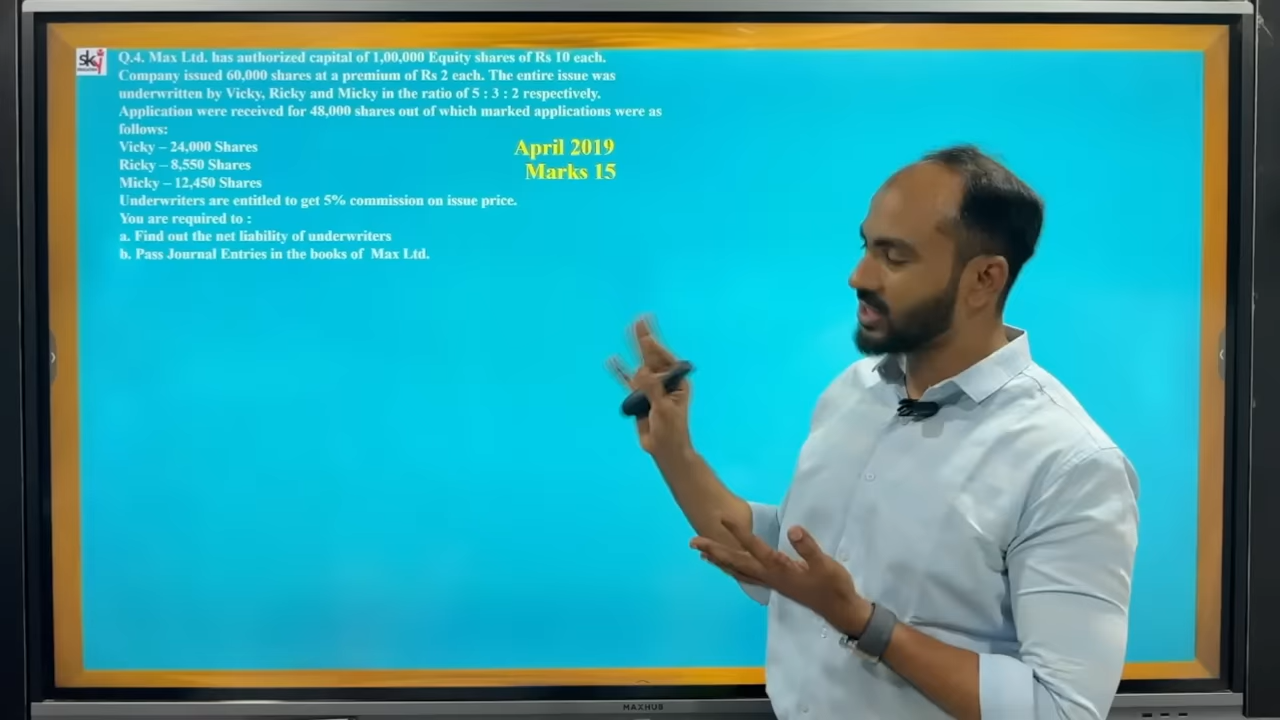 sky
Q.4. Max Ltd. has authorized capital of 1,00,000 Equity shares of Rs 10 each.
Company issued 60,000 shares at a premium of Rs 2 each. The entire issue was
underwritten by Vicky, Ricky and Micky in the ratio of 5 : 3 : 2 respectively.
Application were received for 48,000 shares out of which marked applications were as
follows:
Vicky – 24,000 Shares
Ricky – 8,550 Shares
Micky – 12,450 Shares
April 2019
Marks 15
Underwriters are entitled to get 5% commission on issue price.
You are required to :
a. Find out the net liability of underwriters
b. Pass Journal Entries in the books of Max Ltd.
MAXHUB